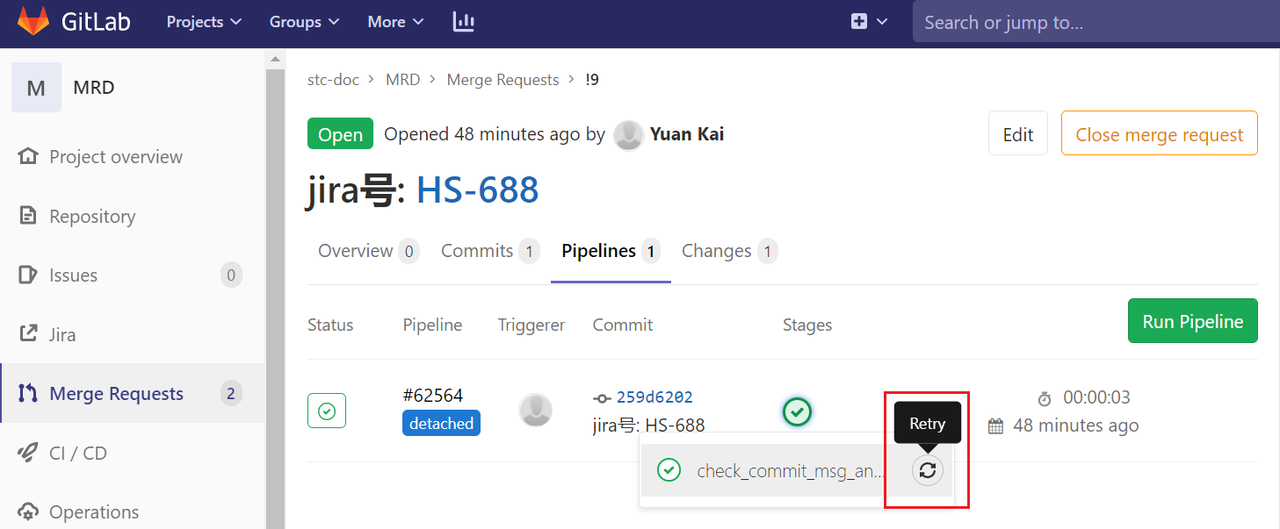 GitLab Projects Groups More Search or jump to...
M MRD
Project overview
Repository
Issues 0
Jira
Merge Requests 2
CI / CD
Operations
stc-doc > MRD > Merge Requests > !9
Open Opened 48 minutes ago by Yuan Kai Edit Close merge request
jira号: HS-688
Overview 0 Commits 1 Pipelines 1 Changes 1
Status Pipeline Triggerer Commit Stages Run Pipeline
#62564 259d6202 00:00:03
detached jira号: HS-688 48 minutes ago
Retry
check_commit_msg_an...